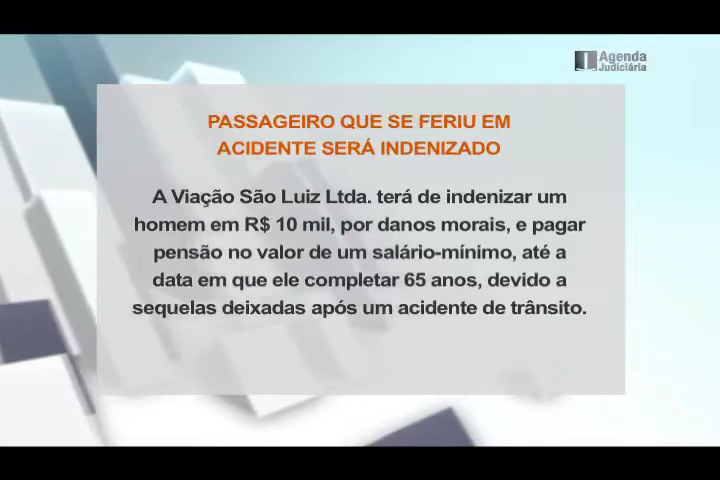 Agenda
Judiciária
PASSAGEIRO QUE SE FERIU EM
ACIDENTE SERÁ INDENIZADO
A Viação São Luiz Ltda. terá de indenizar um
homem em R$ 10 mil, por danos morais, e pagar
pensão no valor de um salário-mínimo, até a
data em que ele completar 65 anos, devido a
sequelas deixadas após um acidente de trânsito.